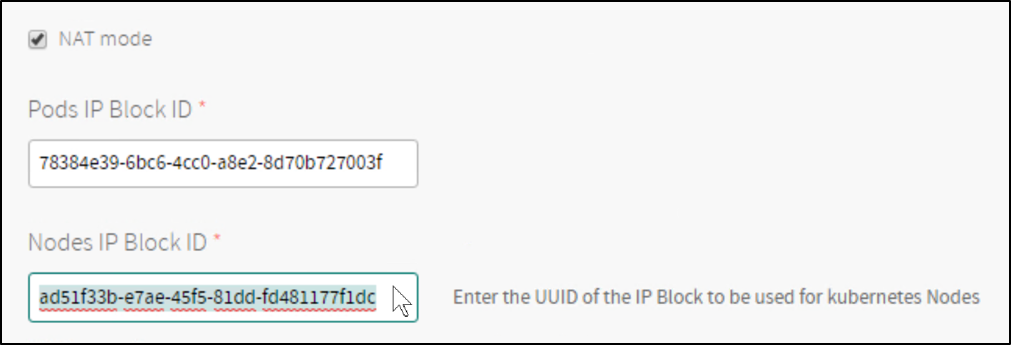 NAT mode
Pods IP Block ID *
78384e39-6bc6-4cc0-a8e2-8d70b727003f
Nodes IP Block ID *
ad51f33b-e7ae-45f5-81dd-fd481177f1dc
Enter the UUID of the IP Block to be used for kubernetes Nodes